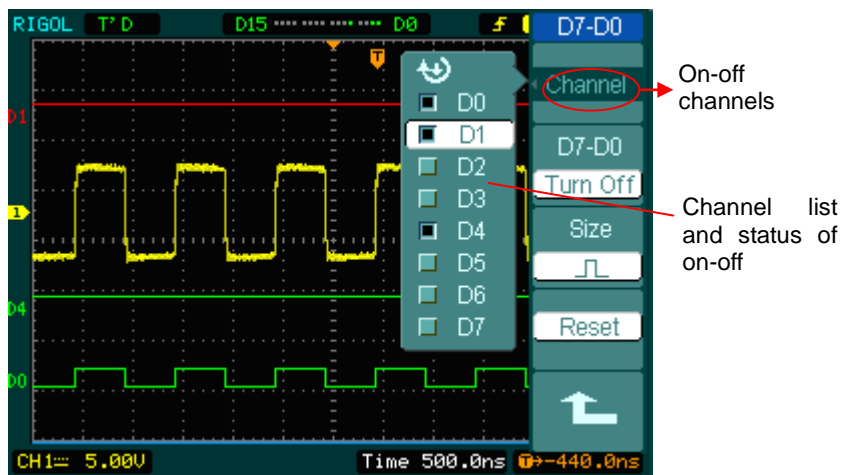 RIGOL T'D D15 D0 D7-D0
Channel
On-off
channels
D0
D1
D2
D3
D4
D5
D6
D7
D7-D0
Turn Off
Size
Reset
Channel list
and status of
on-off
T
D1
1
D4
D0
CH1 5.00V Time 500.0ns T→-440.0ns